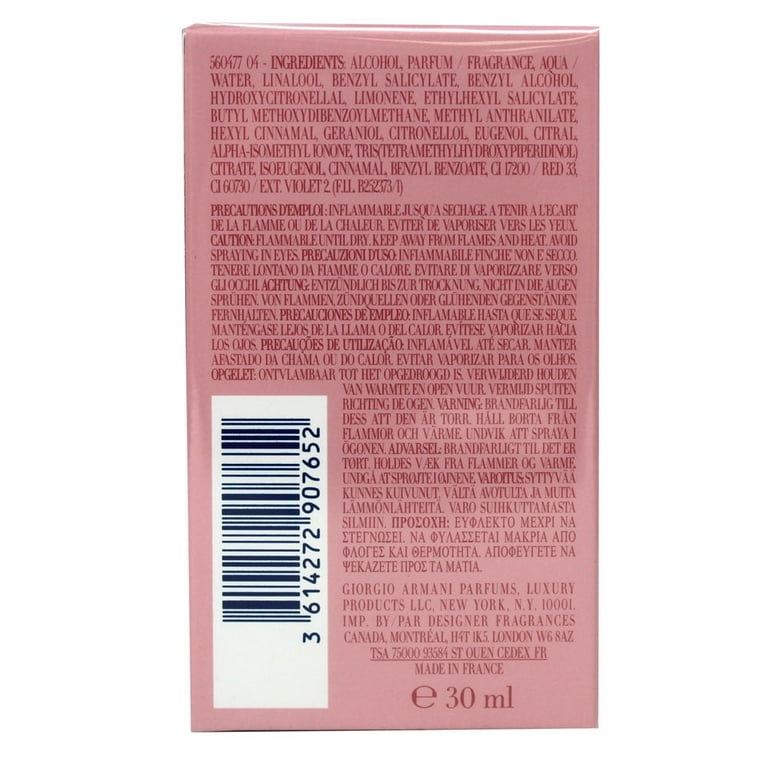 560477 04 - INGREDIENTS: ALCOHOL, PARFUM / FRAGRANCE, AQUA /
WATER, LINALOOL, BENZYL SALICYLATE, BENZYL ALCOHOL,
HYDROXYCITRONELLAL, LIMONENE, ETHYLHEXYL SALICYLATE,
BUTYL METHOXYDIBENZOYLMETHANE, METHYL ANTHRANILATE,
HEXYL CINNAMAL, GERANIOL, CITRONELLOL, EUGENOL, CITRAL,
ALPHA-ISOMETHYL IONONE, TRIS(TETRAMETHYLHYDROXYPIPERIDINOL)
CITRATE, ISOEUGENOL, CINNAMAL, BENZYL BENZOATE, CI 17200 / RED 33,
CI 60730 / EXT. VIOLET 2. (F.I.L. B252373/1)
PRECAUTIONS D'EMPLOI : INFLAMMABLE JUSQU'A SECHAGE. A TENIR A L'ECART
DE LA FLAMME OU DE LA CHALEUR. EVITER DE VAPORISER VERS LES YEUX.
CAUTION: FLAMMABLE UNTIL DRY. KEEP AWAY FROM FLAMES AND HEAT. AVOID
SPRAYING IN EYES. PRECAUZIONI D'USO: INFIAMMABILE FINCHE' NON E' SECCO.
TENERE LONTANO DA FIAMME O CALORE. EVITARE DI VAPORIZZARE VERSO
GLI OCCHI. ACHTUNG: ENTZÜNDLICH BIS ZUR TROCKNUNG. NICHT IN DIE AUGEN
SPRÜHEN. VON FLAMMEN, ZÜNDQUELLEN ODER GLÜHENDEN GEGENSTÄNDEN
FERNHALTEN. PRECAUCIONES DE EMPLEO: INFLAMABLE HASTA QUE SE SEQUE.
MANTÉNGASE LEJOS DE LA LLAMA O DEL CALOR. EVÍTESE VAPORIZAR HACIA
LOS OJOS. PRECAUÇÕES DE UTILIZAÇÃO: INFLAMÁVEL ATÉ SECAR. MANTER
AFASTADO DA CHAMA OU DO CALOR. EVITAR VAPORIZAR PARA OS OLHOS.
OPGELET: ONTVLAMBAAR TOT HET OPGEDROOGD IS. VERWIJDERD HOUDEN
VAN WARMTE EN OPEN VUUR. VERMIJD SPUITEN
RICHTING DE OGEN. VARNING: BRANDFARLIG TILL
DESS ATT DEN ÄR TORR. HÅLL BORTA FRÅN
FLAMMOR OCH VÄRME. UNDVIK ATT SPRAYA I
ÖGONEN. ADVARSEL: BRANDFARLIGT TIL DET ER
TØRT. HOLDES VÆK FRA FLAMMER OG VARME.
UNDGÅ AT SPRØJTE I ØJNENE. VAROITUS: SYTTYVÄÄ
KUNNES KUIVUNUT, VÄLTÄ AVOTULTA JA MUITA
LÄMMÖNLÄHTEITÄ. VARO SUIHKUTTAMASTA
SILMIIN. ΠΡΟΣΟΧΗ: ΕΥΦΛΕΚΤΟ ΜΕΧΡΙ ΝΑ
ΣΤΕΓΝΩΣΕΙ. ΝΑ ΦΥΛΑΣΣΕΤΑΙ ΜΑΚΡΙΑ ΑΠΟ
ΦΛΟΓΕΣ ΚΑΙ ΘΕΡΜΟΤΗΤΑ. ΑΠΟΦΕΥΓΕΤΕ ΝΑ
ΨΕΚΑΖΕΤΕ ΠΡΟΣ ΤΑ ΜΑΤΙΑ.
GIORGIO ARMANI PARFUMS, LUXURY
PRODUCTS LLC, NEW YORK, N.Y. 10001.
IMP. BY/PAR DESIGNER FRAGRANCES
CANADA, MONTRÉAL, H4T 1K5. LONDON W6 8AZ
TSA 75000 93584 ST OUEN CEDEX FR
MADE IN FRANCE
℮ 30 ml
3 614272 907652